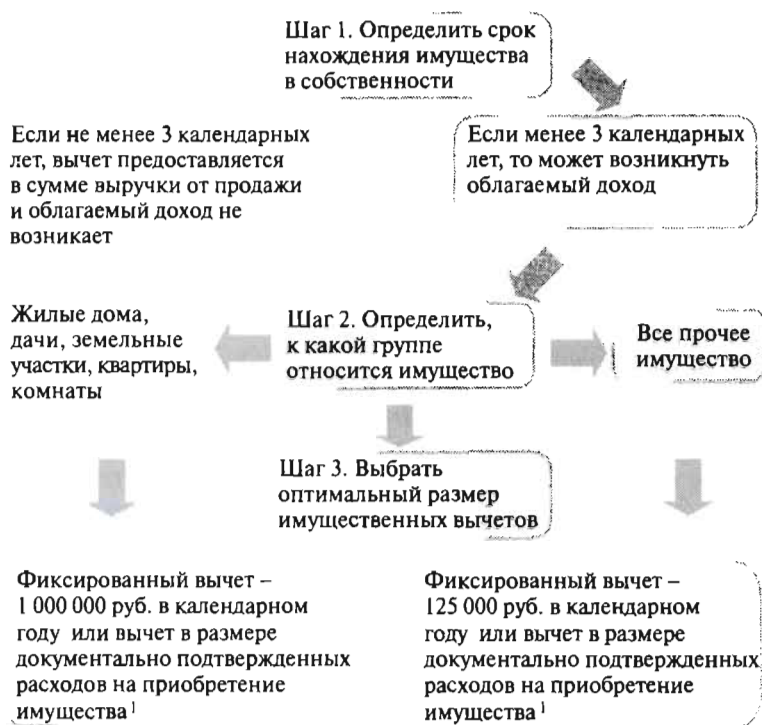 Шаг 1. Определить срок
нахождения имущества
в собственности
Если не менее 3 календарных
лет, вычет предоставляется
в сумме выручки от продажи
и облагаемый доход не
возникает
Если менее 3 календарных
лет, то может возникнуть
облагаемый доход
Жилые дома,
дачи, земельные
участки, квартиры,
комнаты
Шаг 2. Определить,
к какой группе
относится имущество
Все прочее
имущество
Шаг 3. Выбрать
оптимальный размер
имущественных вычетов
Фиксированный вычет –
1 000 000 руб. в календарном
году или вычет в размере
документально подтвержденных
расходов на приобретение
имущества¹
Фиксированный вычет –
125 000 руб. в календарном
году или вычет в размере
документально подтвержденных
расходов на приобретение
имущества¹